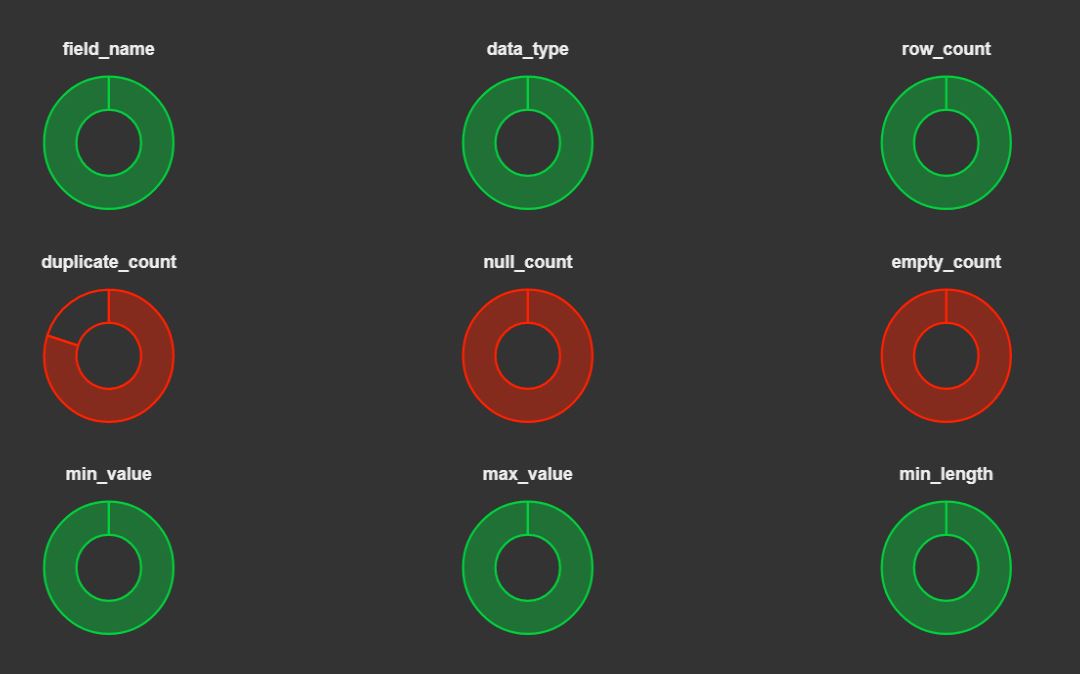 field_name
data_type
row_count
duplicate_count
null_count
empty_count
min_value
max_value
min_length